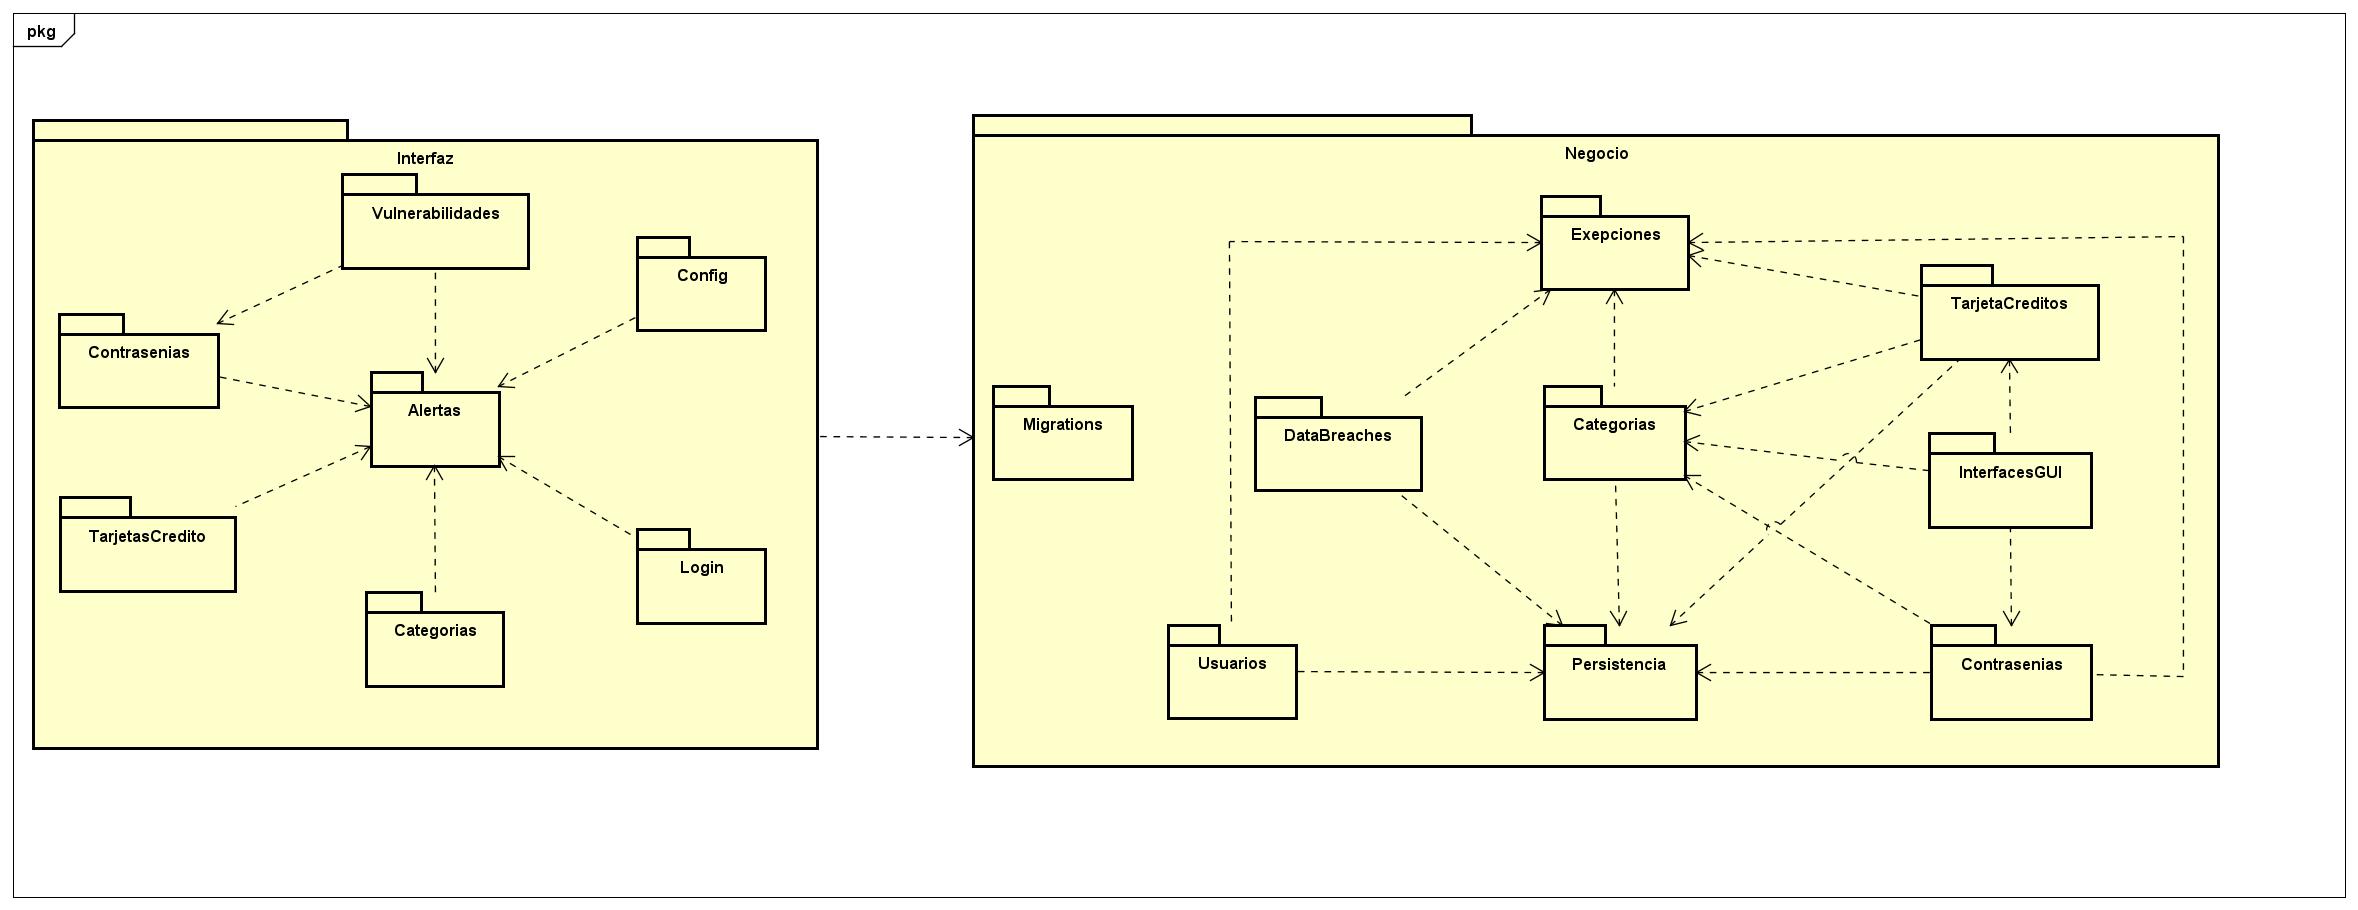 pkg
Interfaz
Vulnerabilidades
Config
Contrasenias
Alertas
TarjetasCredito
Login
Categorias
Negocio
Exepciones
TarjetaCreditos
Migrations
DataBreaches
Categorias
InterfacesGUI
Usuarios
Persistencia
Contrasenias